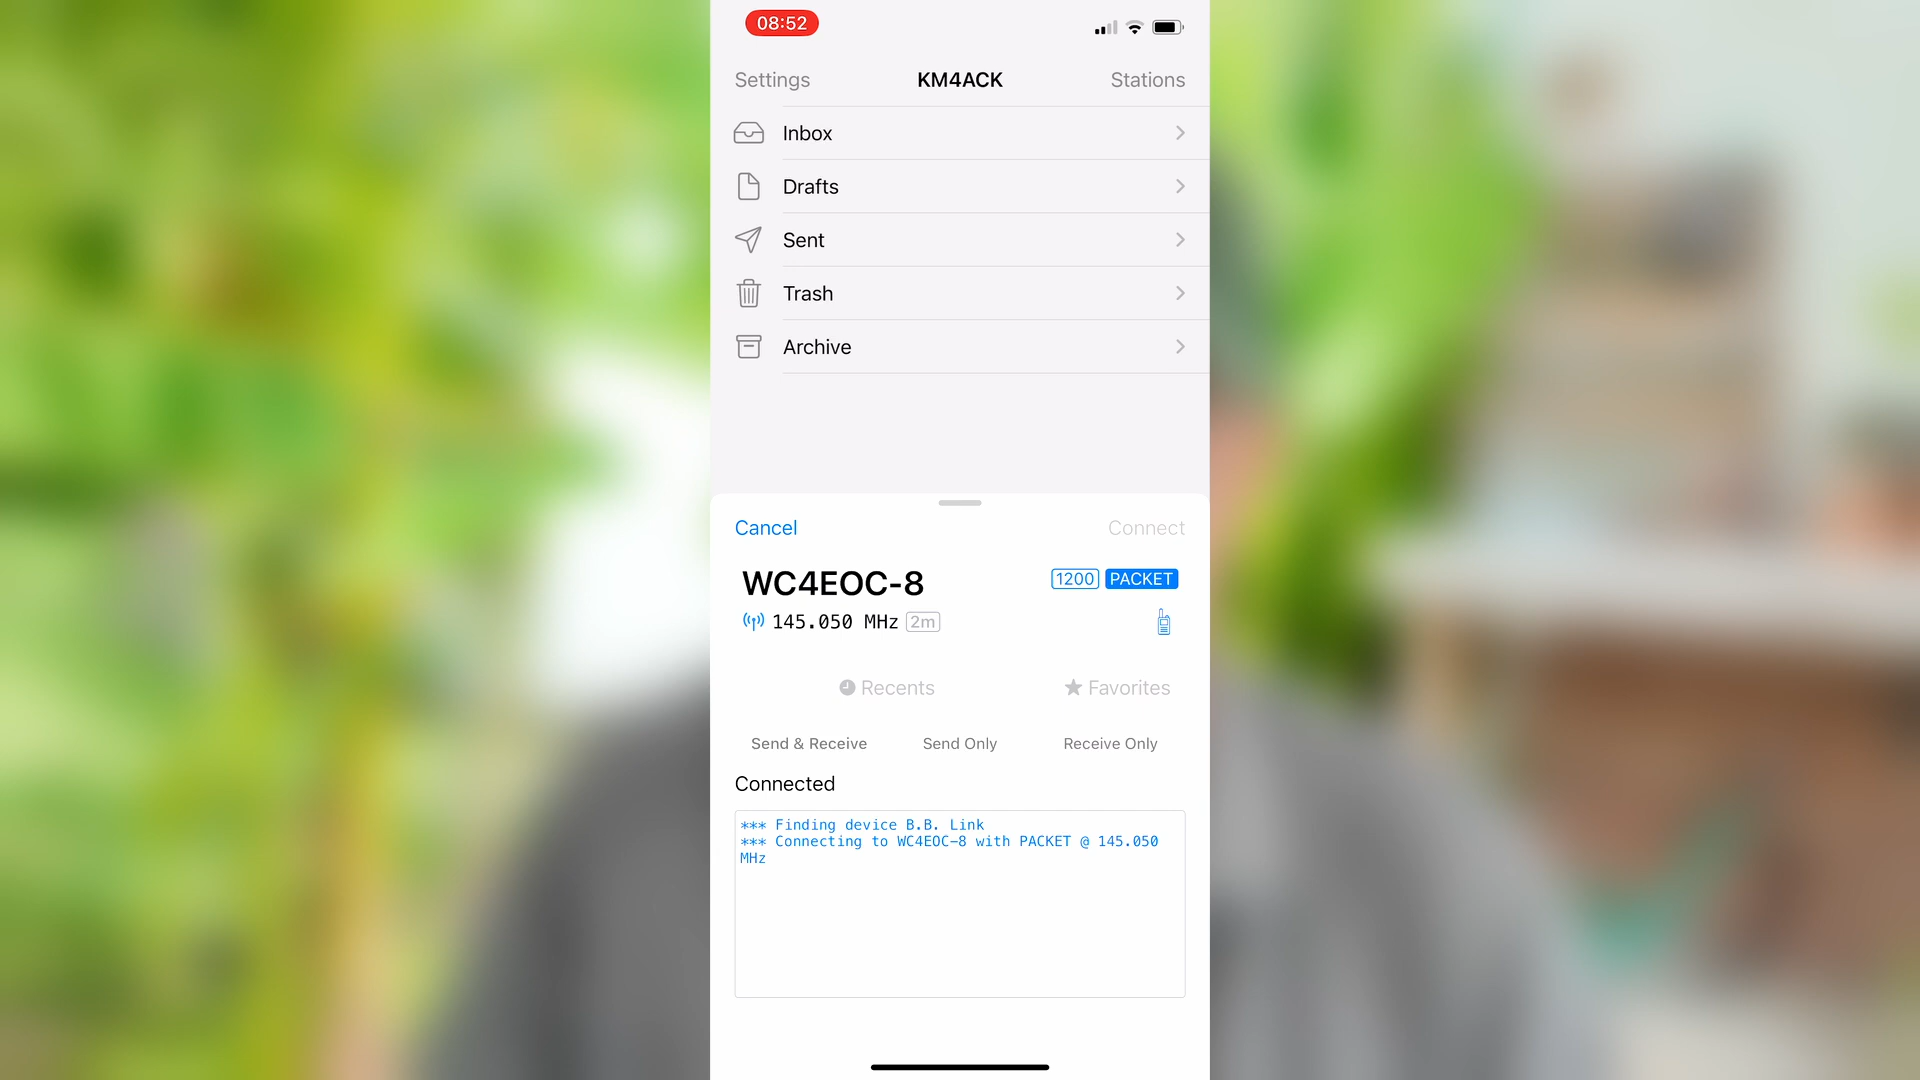 08:52
Settings KM4ACK Stations
Inbox
Drafts
Sent
Trash
Archive
Cancel Connect
WC4EOC-8 1200 PACKET
145.050 MHz 2m
Recents Favorites
Send & Receive Send Only Receive Only
Connected
*** Finding device B.B. Link
*** Connecting to WC4EOC-8 with PACKET @ 145.050
MHz